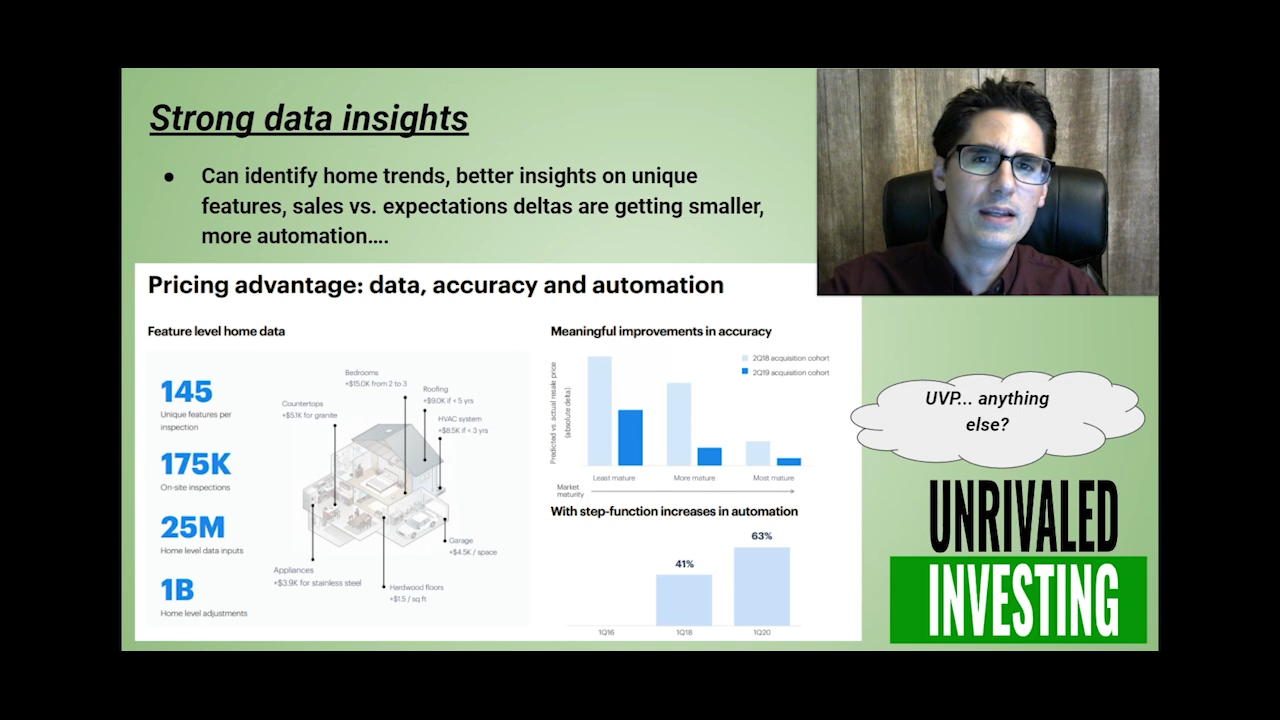 Strong data insights
● Can identify home trends, better insights on unique
features, sales vs. expectations deltas are getting smaller,
more automation....
Pricing advantage: data, accuracy and automation
Feature level home data
145
Unique features per
inspection
175K
On-site inspections
25M
Home level data inputs
1B
Home level adjustments
Bedrooms
+$15.0K from 2 to 3
Roofing
+$9.0K if < 5 yrs
Countertops
+$5.1K for granite
HVAC system
+$8.5K if < 3 yrs
Garage
+$4.5K / space
Appliances
+$3.9K for stainless steel
Hardwood floors
+$1.5 / sq ft
Meaningful improvements in accuracy
2Q18 acquisition cohort
2Q19 acquisition cohort
Predicted vs. actual resale price
(absolute delta)
Least mature
More mature
Most mature
Market
maturity
With step-function increases in automation
41%
63%
1Q16
1Q18
1Q20
UVP... anything
else?
UNRIVALED
INVESTING